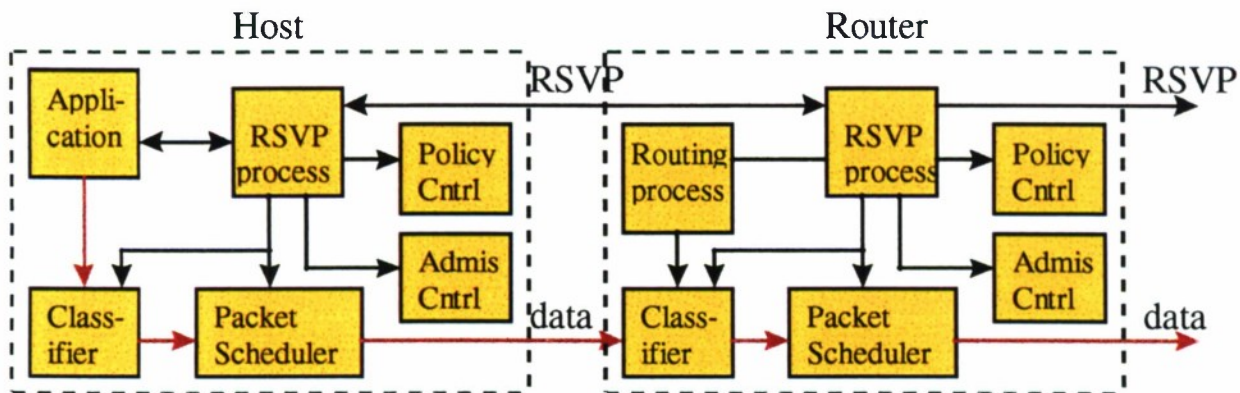 Host
Router
RSVP
RSVP
Appli-
cation
RSVP
process
Policy
Cntrl
Routing
process
RSVP
process
Policy
Cntrl
Admis
Cntrl
Admis
Cntrl
Class-
ifier
Packet
Scheduler
data
Class-
ifier
Packet
Scheduler
data